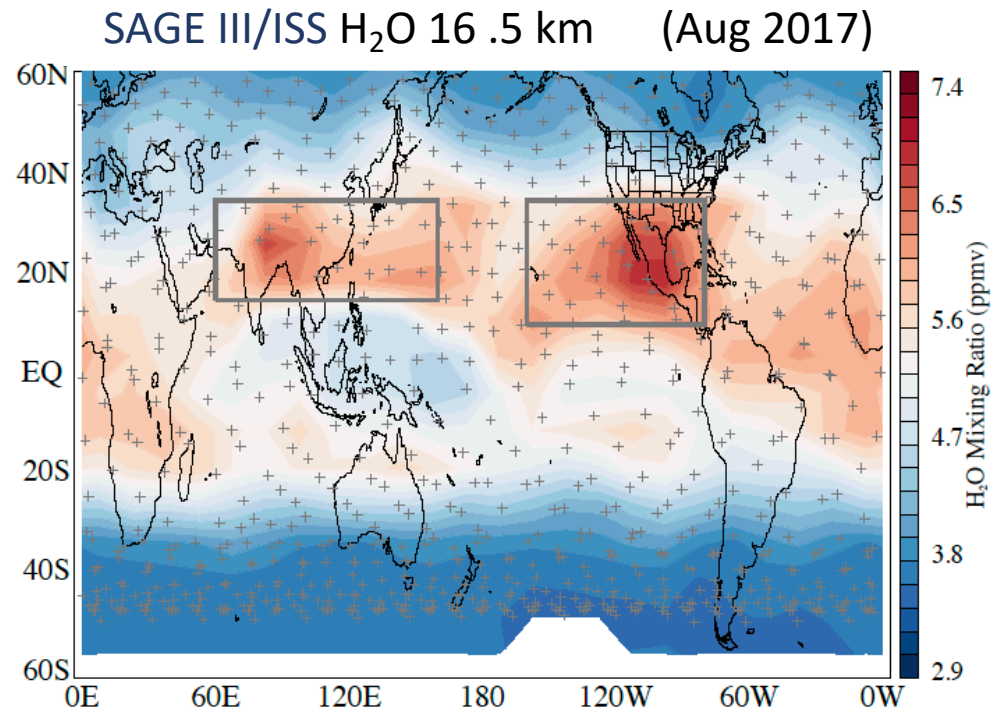 SAGE III/ISS H₂O 16 .5 km (Aug 2017)
60N
40N
20N
EQ
20S
40S
60S
0E 60E 120E 180 120W 60W 0W
7.4
6.5
5.6
4.7
3.8
2.9
H₂O Mixing Ratio (ppmv)